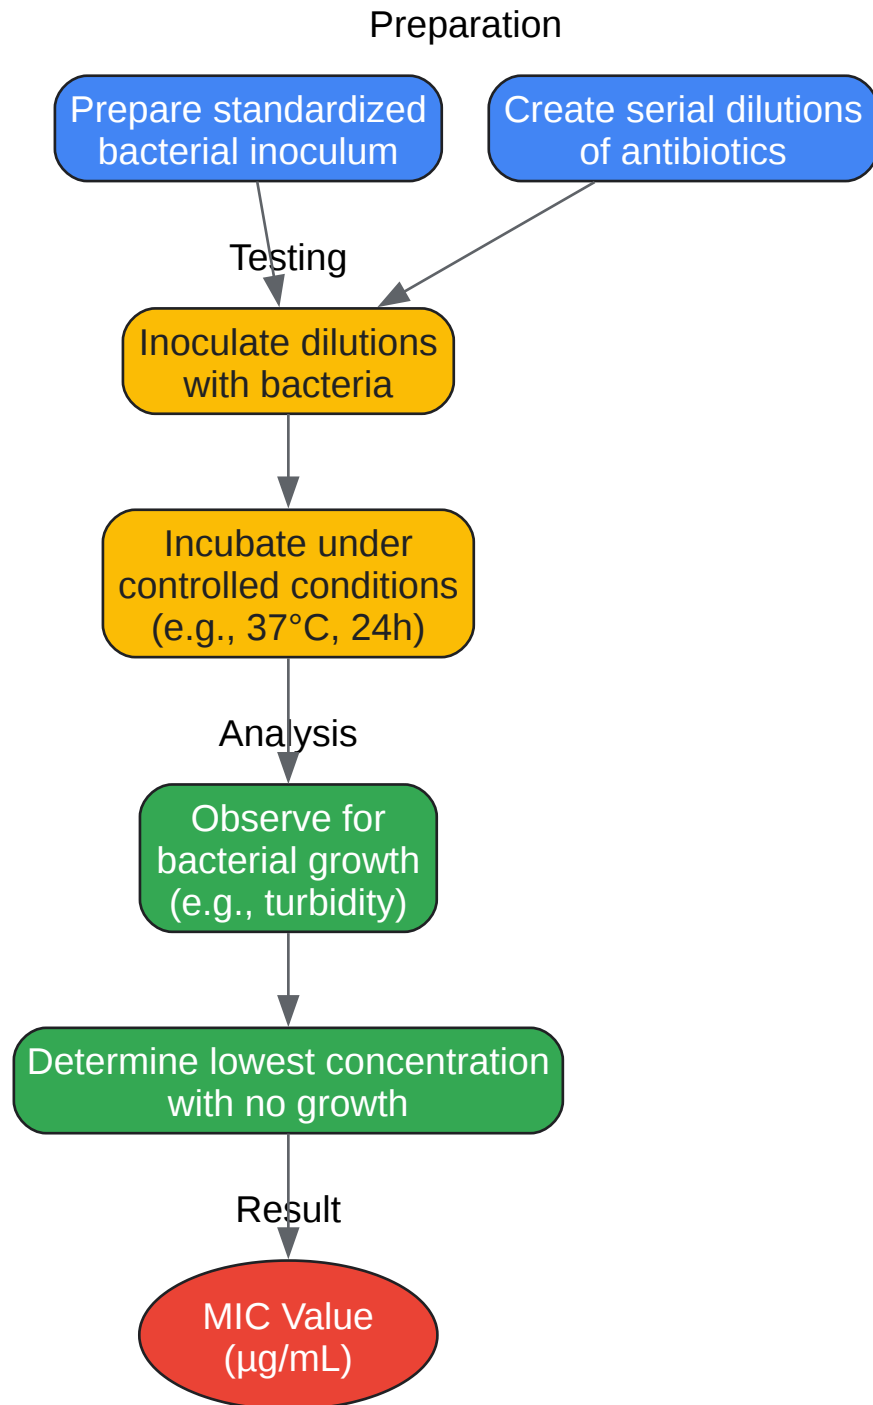 Preparation
Prepare standardized
bacterial inoculum
Create serial dilutions
of antibiotics
Testing
Inoculate dilutions
with bacteria
Incubate under
controlled conditions
(e.g., 37°C, 24h)
Analysis
Observe for
bacterial growth
(e.g., turbidity)
Determine lowest concentration
with no growth
Result
MIC Value
(µg/mL)